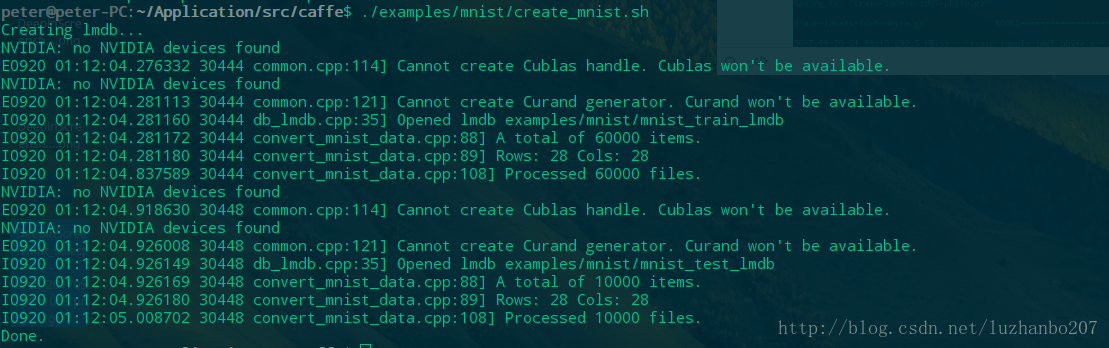 peter@peter-PC:~/Application/src/caffe$ ./examples/mnist/create_mnist.sh
Creating lmdb...
NVIDIA: no NVIDIA devices found
E0920 01:12:04.276332 30444 common.cpp:114] Cannot create Cublas handle. Cublas won't be available.
NVIDIA: no NVIDIA devices found
E0920 01:12:04.281113 30444 common.cpp:121] Cannot create Curand generator. Curand won't be available.
I0920 01:12:04.281160 30444 db_lmdb.cpp:35] Opened lmdb examples/mnist/mnist_train_lmdb
I0920 01:12:04.281172 30444 convert_mnist_data.cpp:88] A total of 60000 items.
I0920 01:12:04.281180 30444 convert_mnist_data.cpp:89] Rows: 28 Cols: 28
I0920 01:12:04.837589 30444 convert_mnist_data.cpp:108] Processed 60000 files.
NVIDIA: no NVIDIA devices found
E0920 01:12:04.918630 30448 common.cpp:114] Cannot create Cublas handle. Cublas won't be available.
NVIDIA: no NVIDIA devices found
E0920 01:12:04.926008 30448 common.cpp:121] Cannot create Curand generator. Curand won't be available.
I0920 01:12:04.926149 30448 db_lmdb.cpp:35] Opened lmdb examples/mnist/mnist_test_lmdb
I0920 01:12:04.926169 30448 convert_mnist_data.cpp:88] A total of 10000 items.
I0920 01:12:04.926180 30448 convert_mnist_data.cpp:89] Rows: 28 Cols: 28
I0920 01:12:05.008702 30448 convert_mnist_data.cpp:108] Processed 10000 files.
Done.
http://blog.csdn.net/luzhanbo207